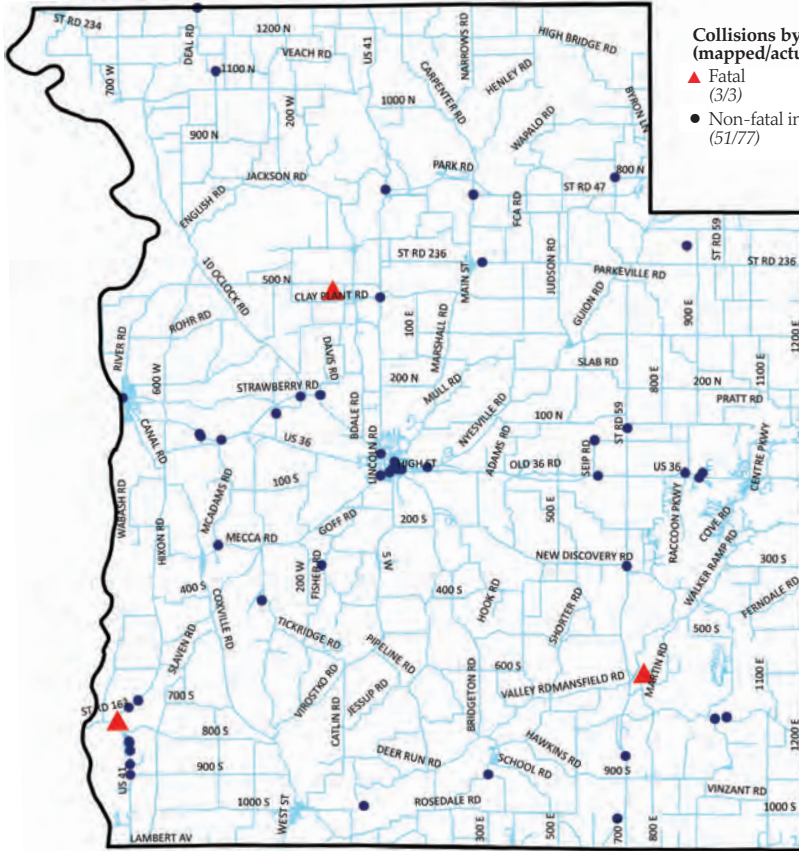 ST RD 234
DEAL RD
1200 N
US 41
NARROWS RD
HIGH BRIDGE RD
VEACH RD
700 W
1100 N
CARPENTER RD
HENLEY RD
BYRON LN
200 W
1000 N
WAPALO RD
900 N
PARK RD
800 N
JACKSON RD
ST RD 47
ENGLISH RD
FCA RD
ST RD 59
10 OCLOCK RD
ST RD 236
MAIN ST
JUDSON RD
ST RD 236
PARKEVILLE RD
500 N
CLAY PLANT RD
900 E
GUION RD
ROHR RD
100 E
MARSHALL RD
1200 E
RIVER RD
DAVIS RD
SLAB RD
600 W
STRAWBERRY RD
200 N
MULL RD
800 E
200 N
1100 E
PRATT RD
BDALE RD
NYESVILLE RD
100 N
ST RD 59
CANAL RD
US 36
LINCOLN RD
HIGH ST
ADAMS RD
OLD 36 RD
SEIP RD
US 36
CENTRE PKWY
100 S
WABASH RD
HIXON RD
MCADAMS RD
GOFF RD
200 S
500 E
RACCOON PKWY
COVE RD
MECCA RD
200 W
FISHER RD
S W
NEW DISCOVERY RD
WALKER RAMP RD
300 S
400 S
400 S
HOOK RD
SHORTER RD
FERNDALE RD
COXVILLE RD
SLAVEN RD
TICKRIDGE RD
PIPELINE RD
500 S
600 S
VALLEY RD
MANSFIELD RD
MARTIN RD
1100 E
700 S
VIROSTKO RD
JESSUP RD
BRIDGETON RD
ST RD 163
800 S
CATLIN RD
DEER RUN RD
HAWKINS RD
SCHOOL RD
1200 E
900 S
900 S
US 41
VINZANT RD
1000 S
WEST ST
ROSEDALE RD
1000 S
300 E
500 E
700
800 E
LAMBERT AV
Collisions by
(mapped/actu
Fatal
(3/3)
Non-fatal in
(51/77)